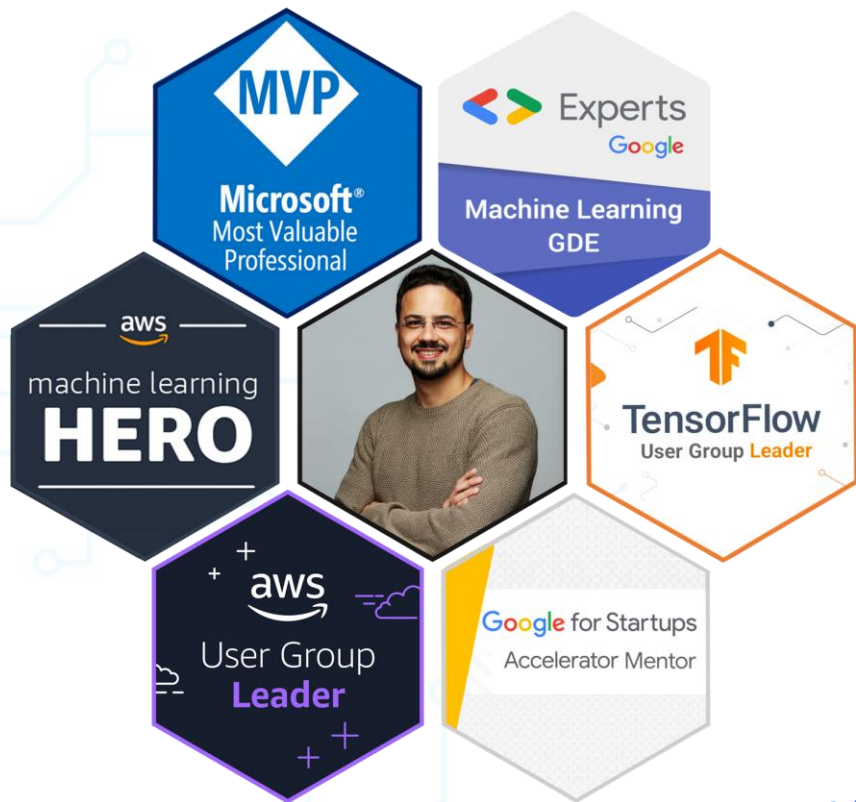 MVP
Microsoft®
Most Valuable
Professional
Experts
Google
Machine Learning
GDE
aws
machine learning
HERO
TensorFlow
User Group Leader
aws
User Group
Leader
Google for Startups
Accelerator Mentor